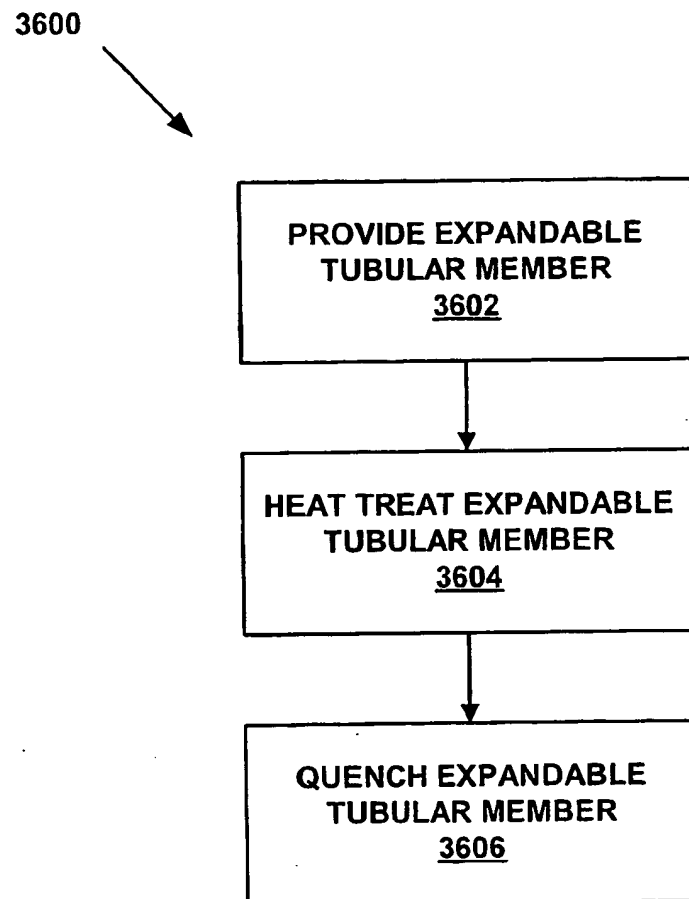 3600
PROVIDE EXPANDABLE
TUBULAR MEMBER
3602
HEAT TREAT EXPANDABLE
TUBULAR MEMBER
3604
QUENCH EXPANDABLE
TUBULAR MEMBER
3606